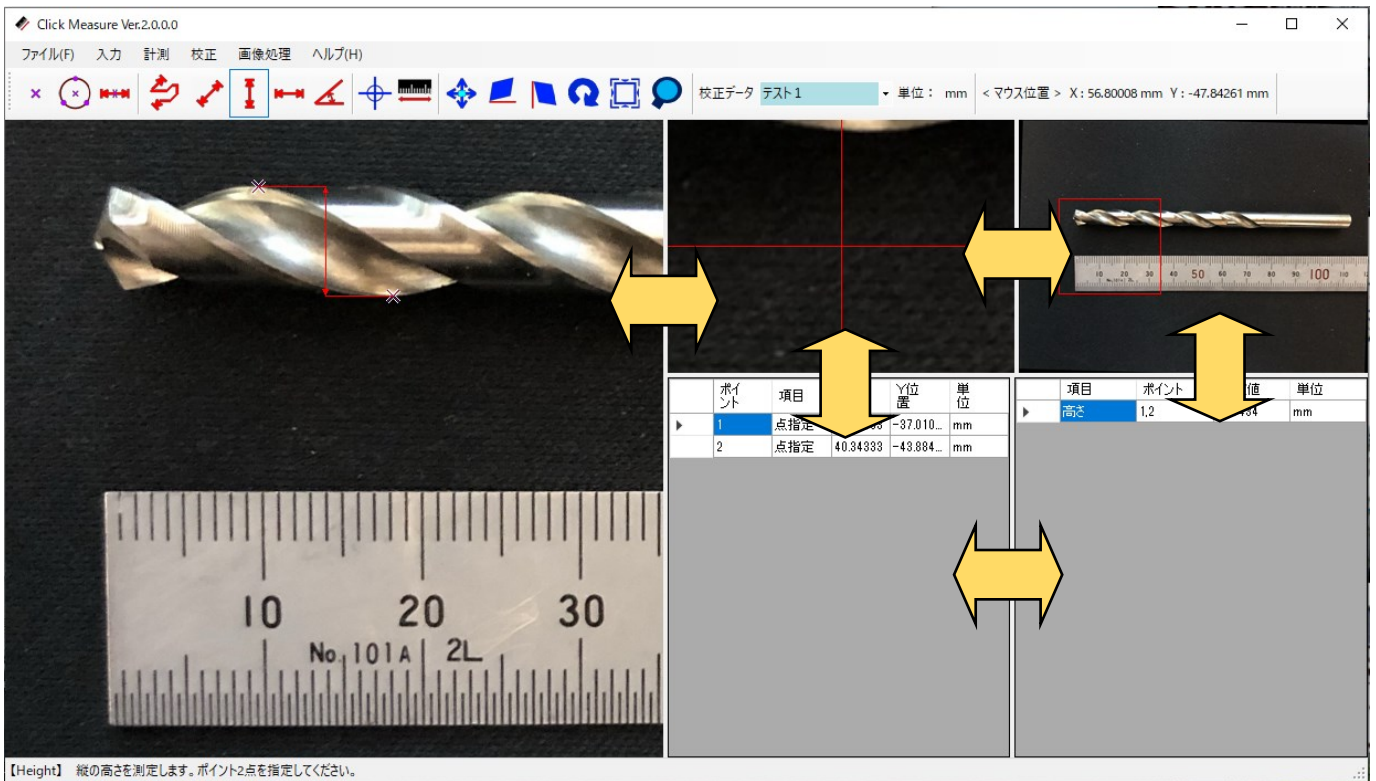 Click Measure Ver.2.0.0.0
ファイル(F) 入力 計測 校正 画像処理 ヘルプ(H)
校正データ テスト1 単位： mm < マウス位置 > X : 56.80008 mm Y : -47.84261 mm
10 20 30 40 50 60 70 80 90 100 110
ポイント 項目 Y位置 単位
1 点指定 -37.010... mm
2 点指定 40.34333 -43.884... mm
項目 ポイント 値 単位
高さ 1,2 mm
10 20 30
No.101A 2L
【Height】 縦の高さを測定します。ポイント2点を指定してください。